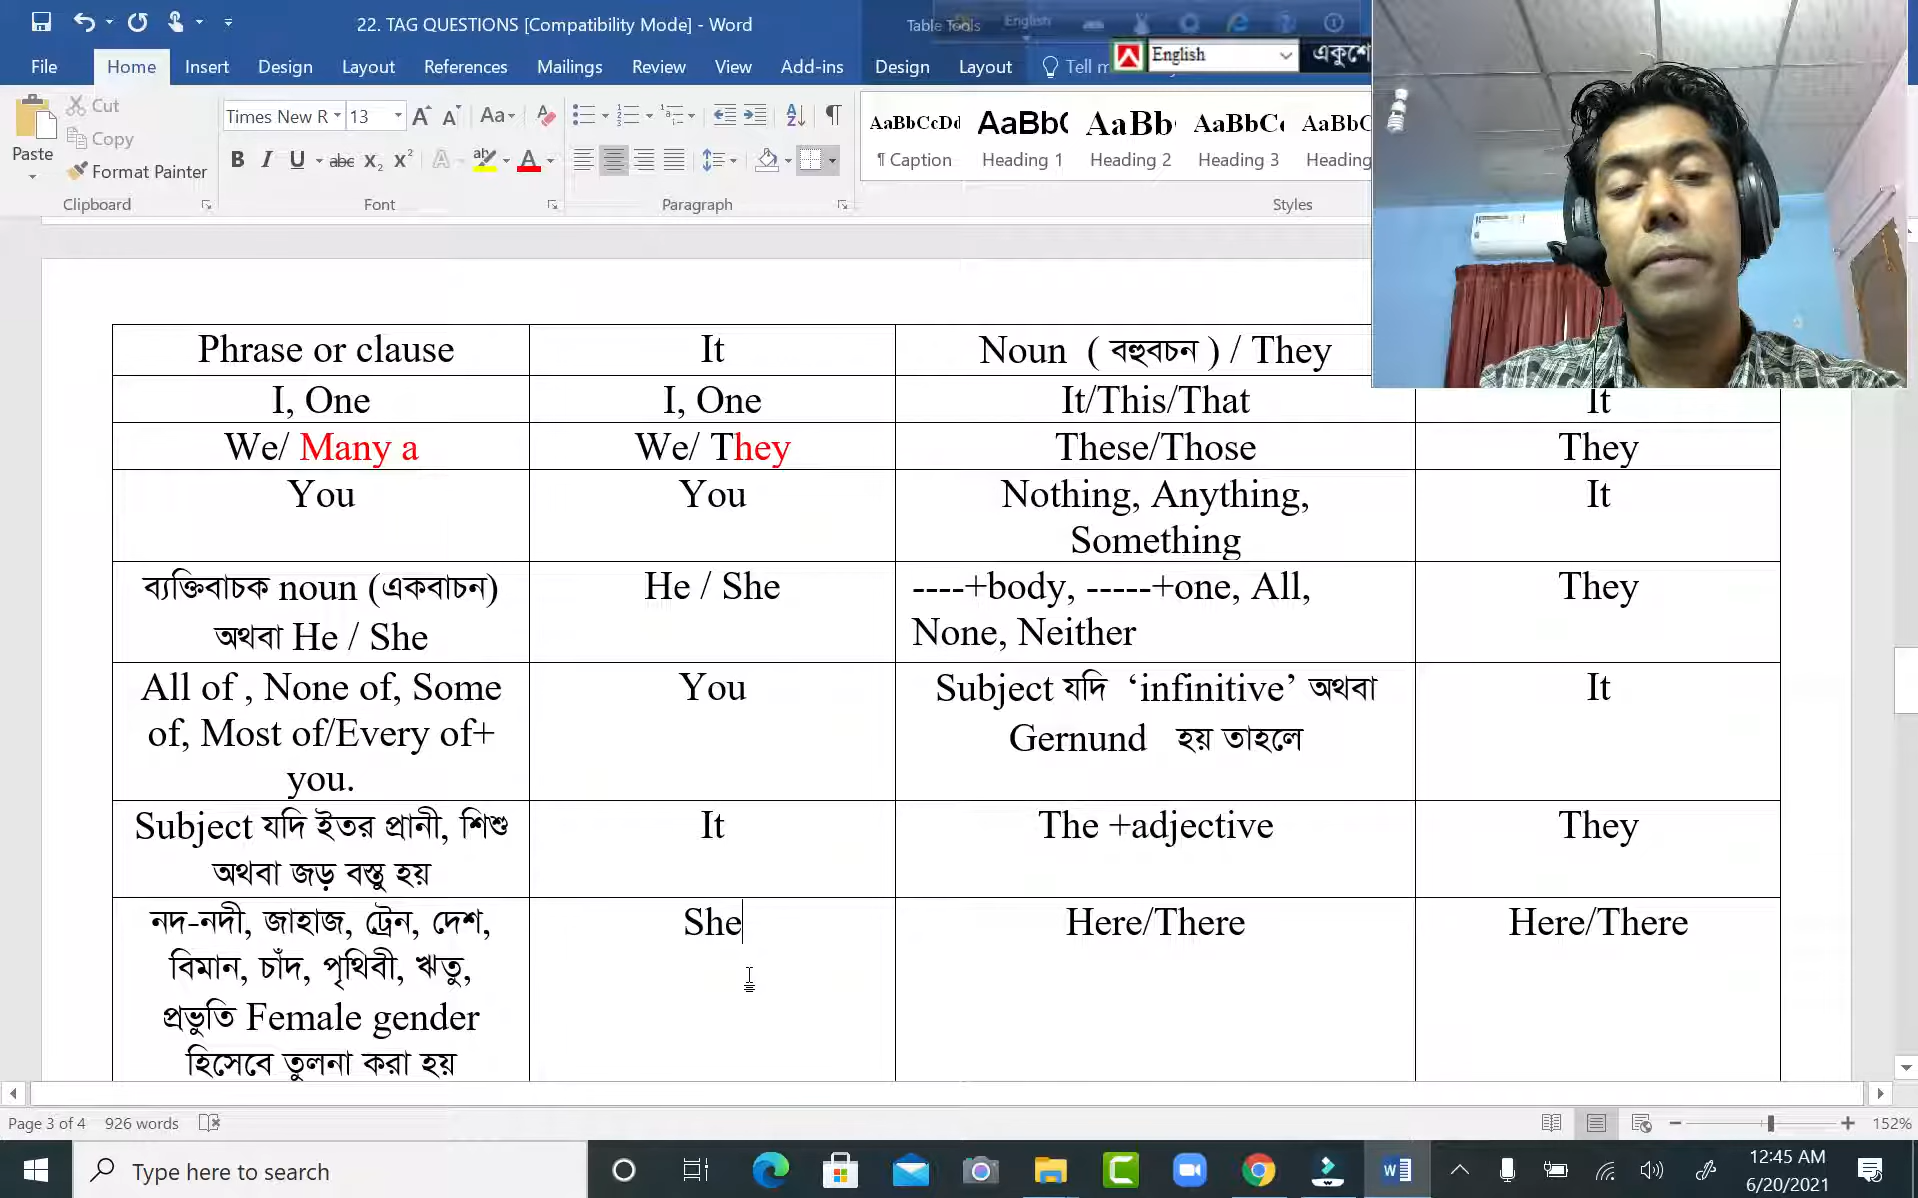 22. TAG QUESTIONS [Compatibility Mode] - Word
Table Tools
English
File Home Insert Design Layout References Mailings Review View Add-ins Design Layout Tell m
English
একুশে
Cut
Copy
Paste
Format Painter
Clipboard
Times New R 13
Font
Paragraph
AaBbCcDd AaBbC AaBb AaBbC AaBbC
¶ Caption Heading 1 Heading 2 Heading 3 Heading
Styles
Phrase or clause It Noun ( বহুবচন ) / They
I, One I, One It/This/That It
We/ Many a We/ They These/Those They
You You Nothing, Anything, It
Something
ব্যক্তিবাচক noun (একবাচন) He / She ----+body, -----+one, All, They
অথবা He / She None, Neither
All of , None of, Some You Subject যদি ‘infinitive’ অথবা It
of, Most of/Every of+ Gernund হয় তাহলে
you.
Subject যদি ইতর প্রানী, শিশু It The +adjective They
অথবা জড় বস্তু হয়
নদ-নদী, জাহাজ, ট্রেন, দেশ, She Here/There Here/There
বিমান, চাঁদ, পৃথিবী, ঋতু,
প্রভুতি Female gender
হিসেবে তুলনা করা হয়
Page 3 of 4 926 words 152%
Type here to search
12:45 AM
6/20/2021